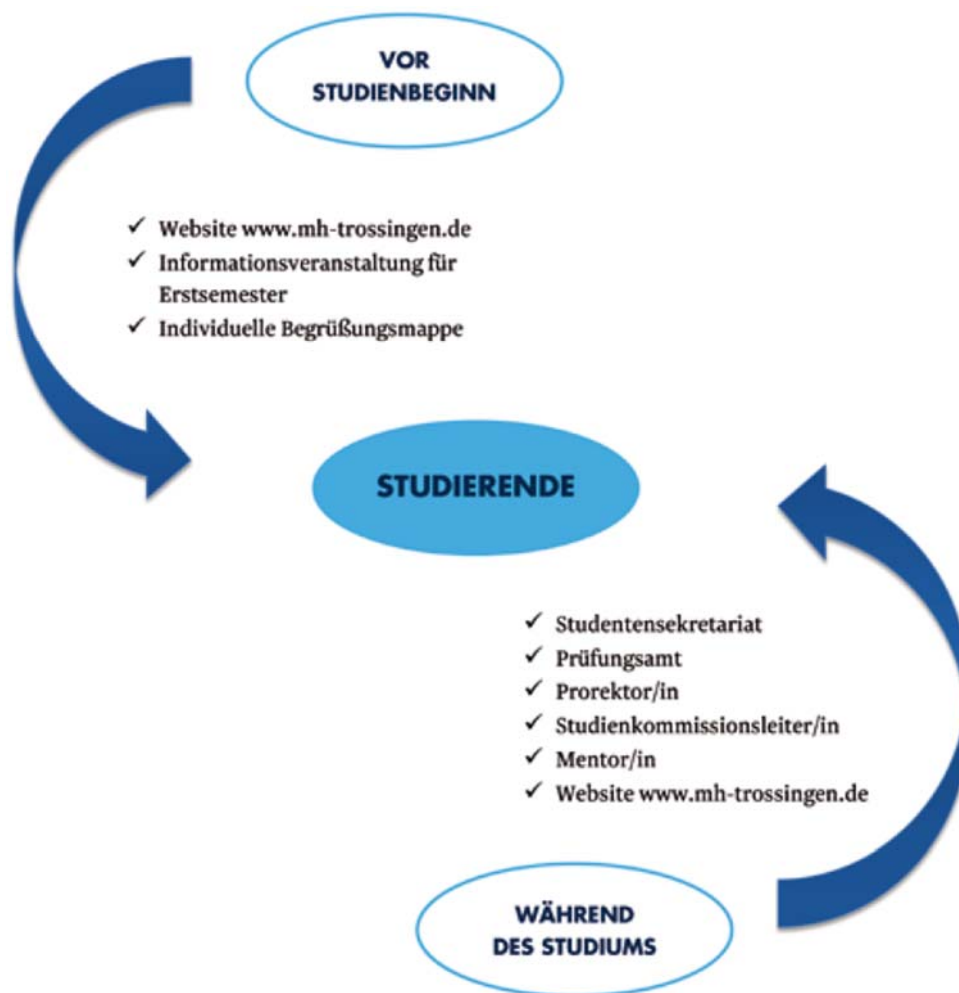 VOR
STUDIENBEGINN
✓ Website www.mh-trossingen.de
✓ Informationsveranstaltung für
Erstsemester
✓ Individuelle Begrüßungsmappe
STUDIERENDE
✓ Studentensekretariat
✓ Prüfungsamt
✓ Prorektor/in
✓ Studienkommissionsleiter/in
✓ Mentor/in
✓ Website www.mh-trossingen.de
WÄHREND
DES STUDIUMS